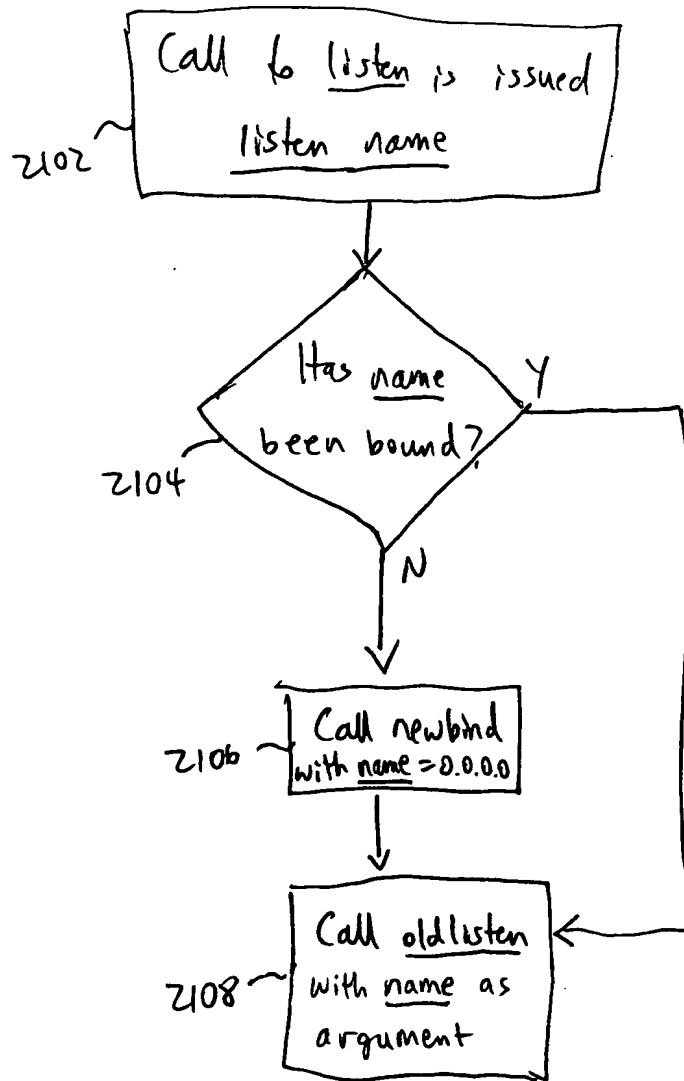 Call to listen is issued
listen name
2102
Has name
Y
been bound?
2104
N
Call newbind
2106
with name = 0.0.0.0
Call oldlisten
2108
with name as
argument